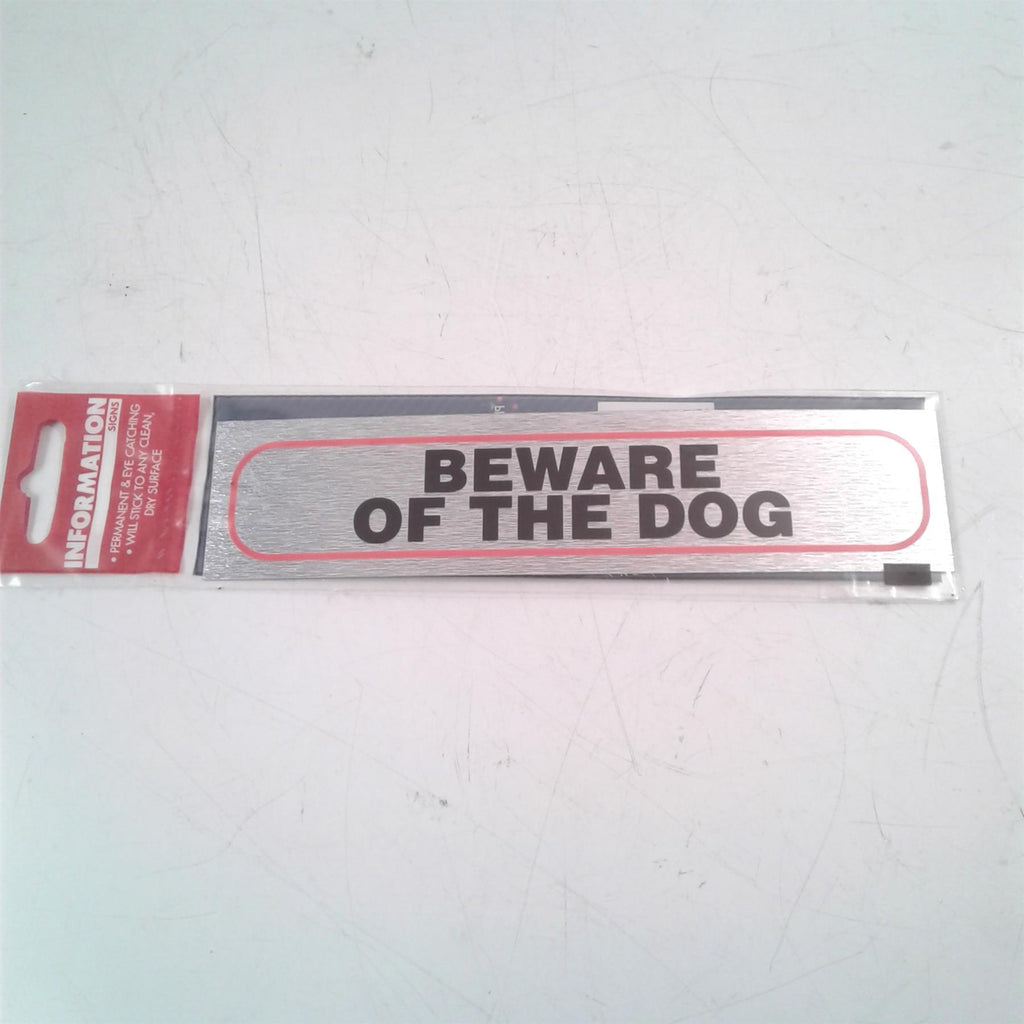 INFORMATION
SIGNS
• PERMANENT & EYE CATCHING
• WILL STICK TO ANY CLEAN,
DRY SURFACE
BEWARE
OF THE DOG